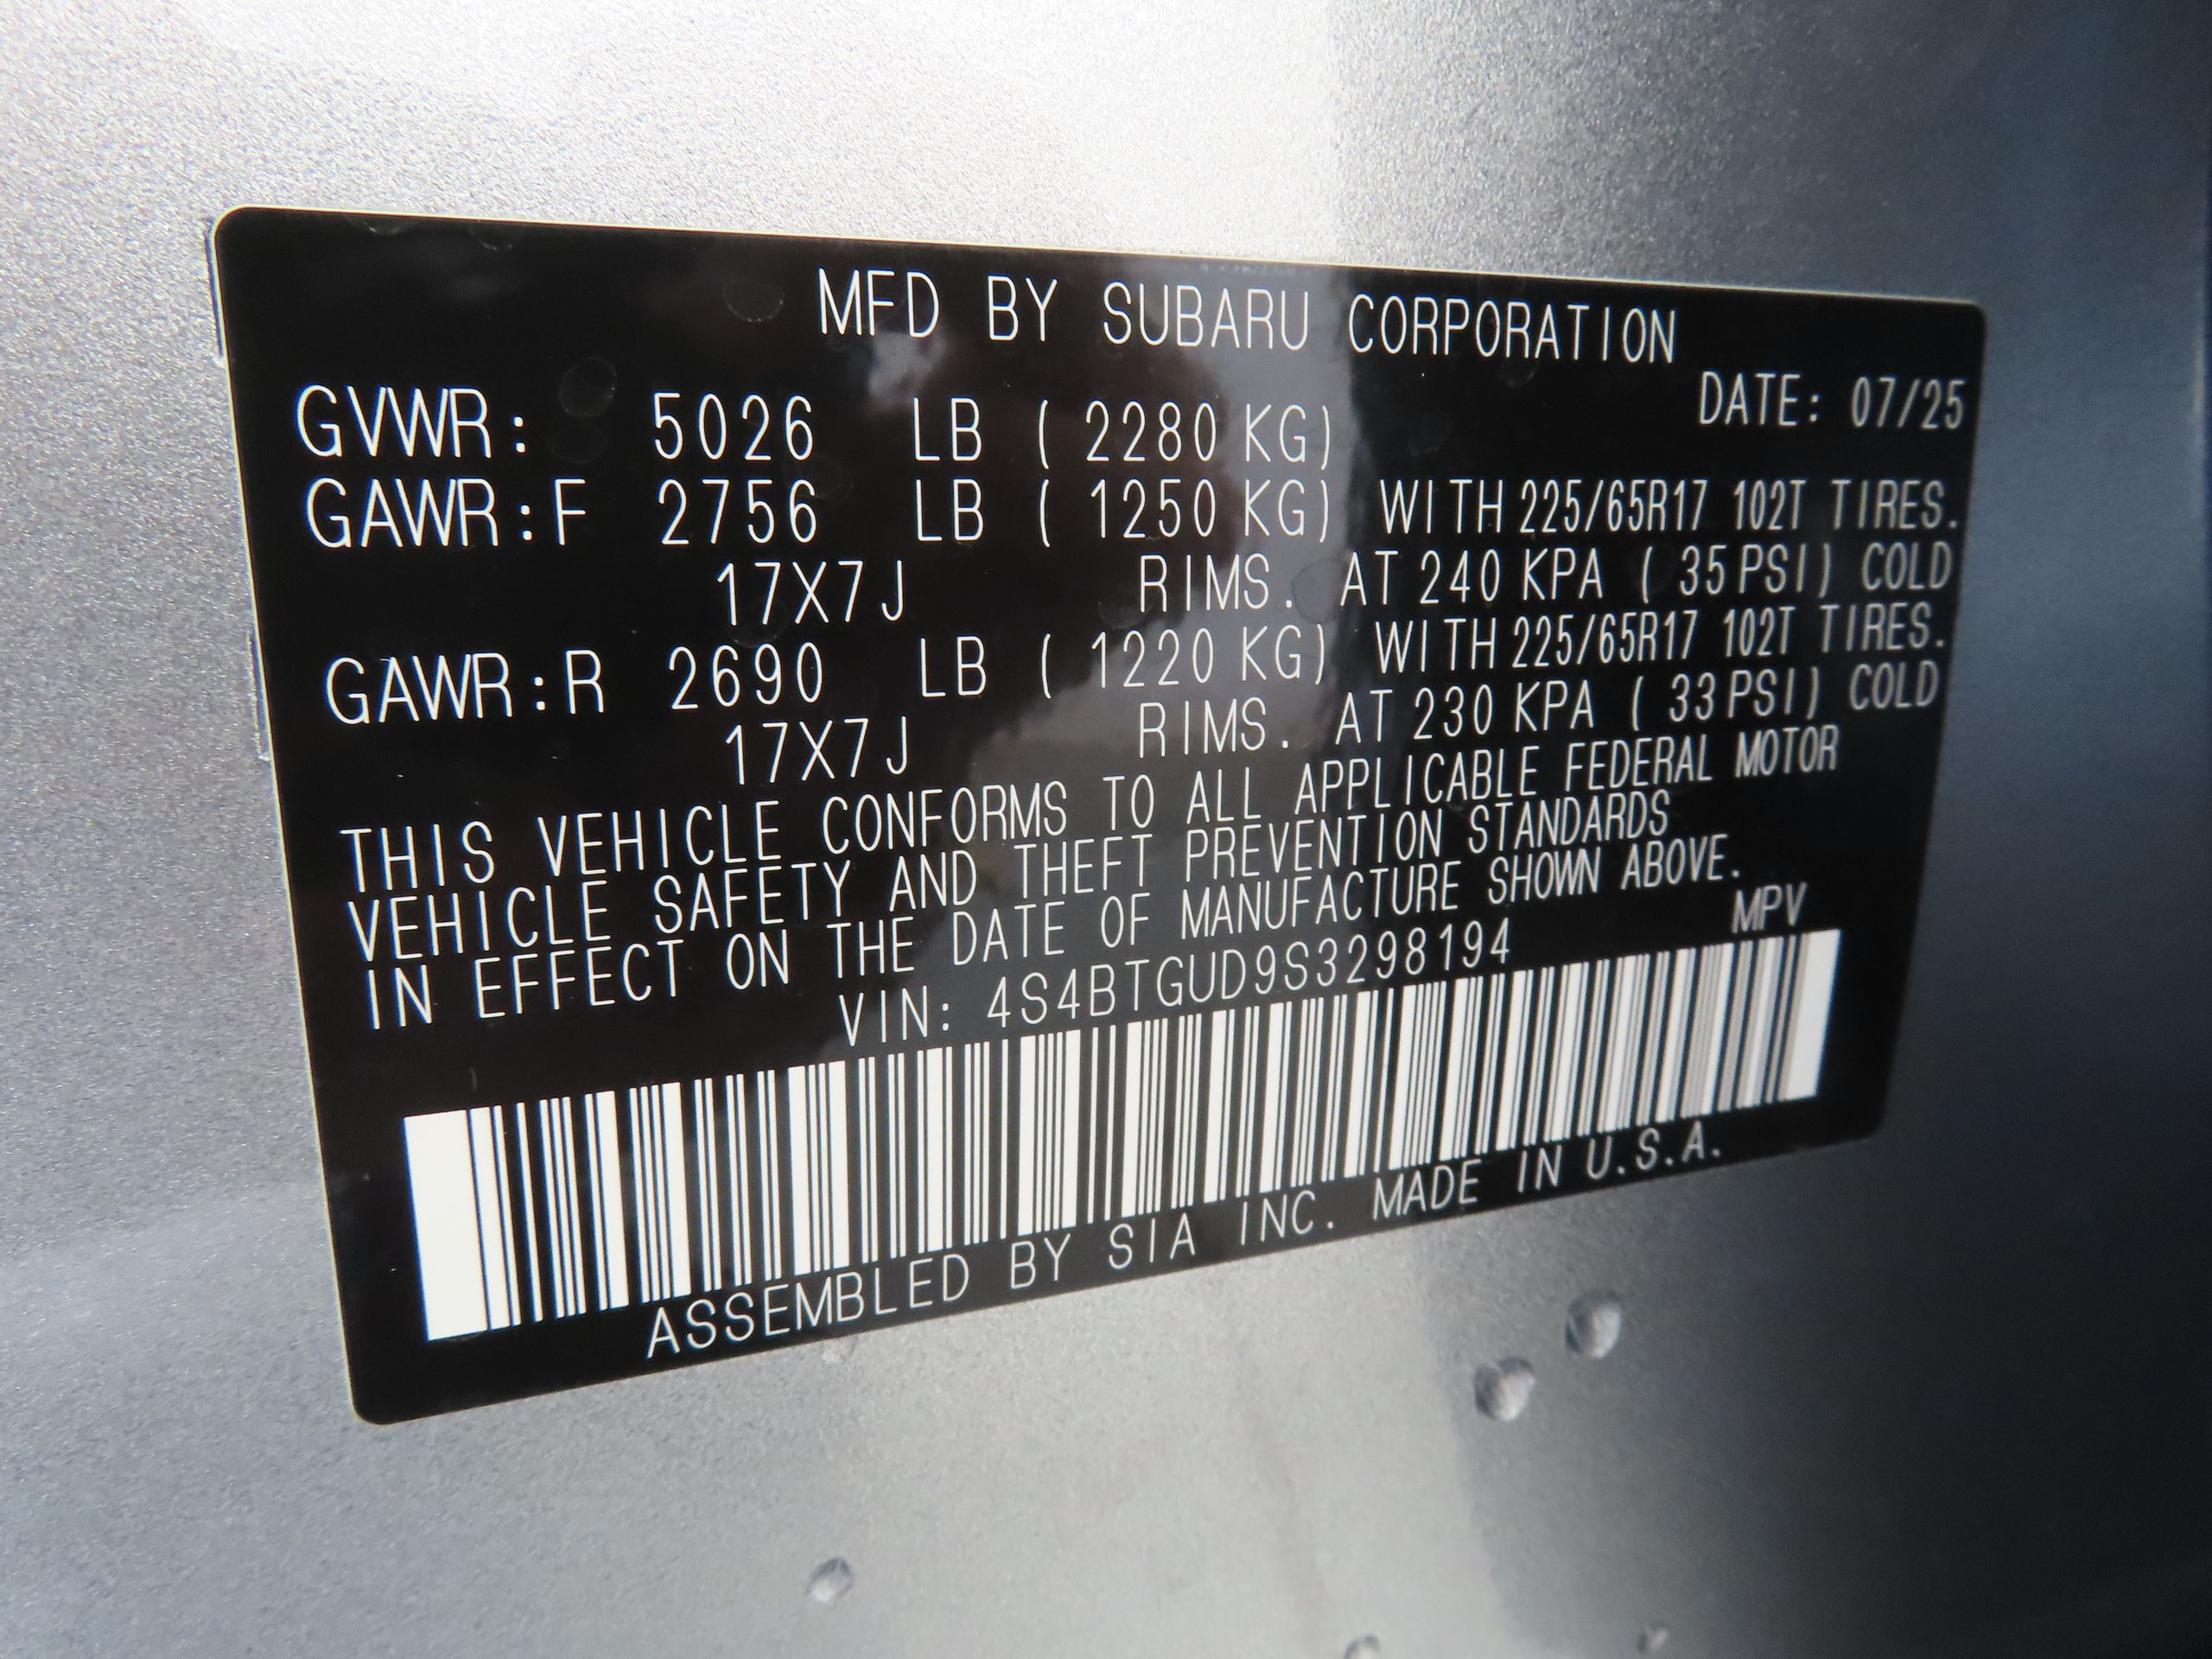 MFD BY SUBARU CORPORATION
DATE: 07/25
GVWR: 5026 LB ( 2280 KG)
GAWR:F 2756 LB ( 1250 KG) WITH 225/65R17 102T TIRES.
17X7J RIMS. AT 240 KPA ( 35 PSI) COLD
GAWR:R 2690 LB ( 1220 KG) WITH 225/65R17 102T TIRES.
17X7J RIMS. AT 230 KPA ( 33 PSI) COLD
THIS VEHICLE CONFORMS TO ALL APPLICABLE FEDERAL MOTOR
VEHICLE SAFETY AND THEFT PREVENTION STANDARDS
IN EFFECT ON THE DATE OF MANUFACTURE SHOWN ABOVE.
VIN: 4S4BTGUD9S3298194 MPV
ASSEMBLED BY SIA INC. MADE IN U.S.A.